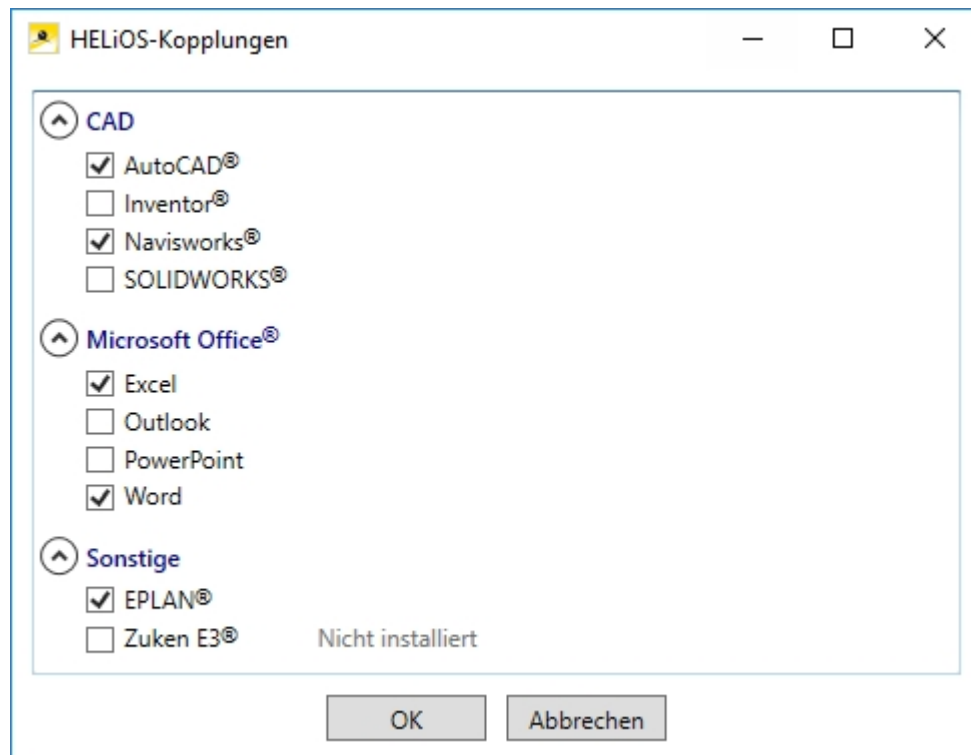 HELiOS-Kopplungen
CAD
AutoCAD®
Inventor®
Navisworks®
SOLIDWORKS®
Microsoft Office®
Excel
Outlook
PowerPoint
Word
Sonstige
EPLAN®
Zuken E3® Nicht installiert
OK Abbrechen